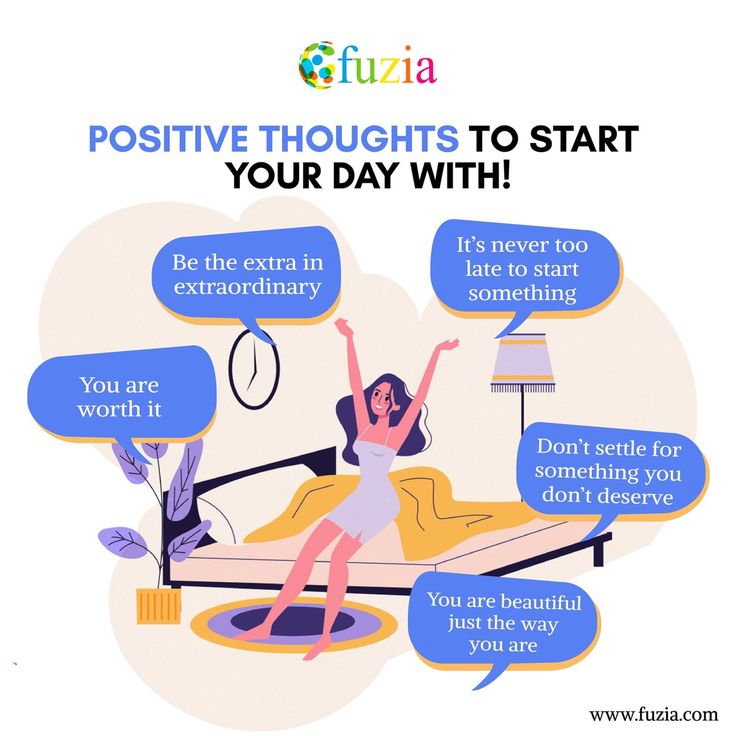 fuzia
POSITIVE THOUGHTS TO START
YOUR DAY WITH!
Be the extra in
extraordinary
It's never too
late to start
something
You are
worth it
Don't settle for
something you
don't deserve
You are beautiful
just the way
you are
www.fuzia.com